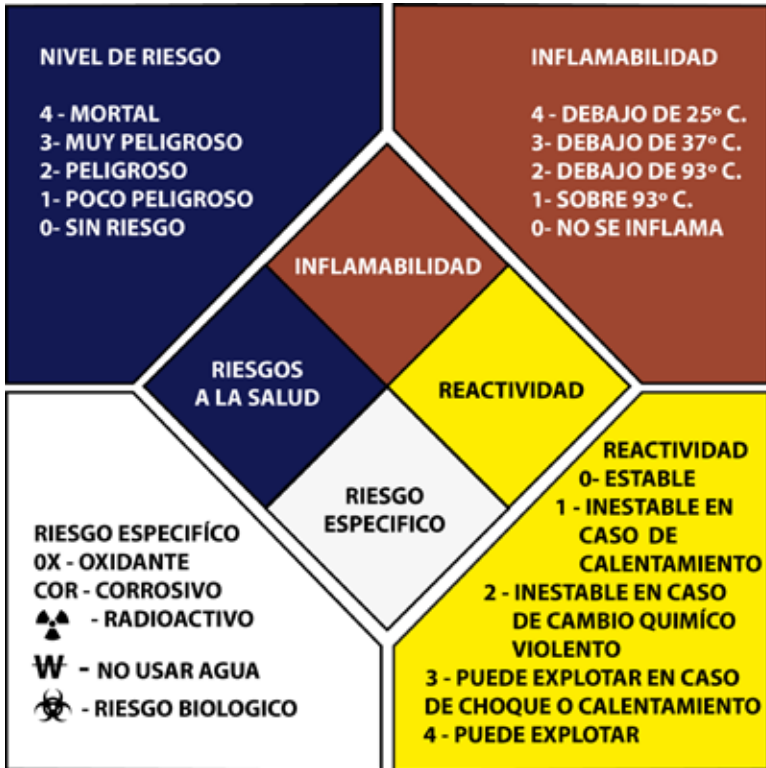 NIVEL DE RIESGO
4 - MORTAL
3- MUY PELIGROSO
2- PELIGROSO
1- POCO PELIGROSO
0- SIN RIESGO
INFLAMABILIDAD
4 - DEBAJO DE 25º C.
3- DEBAJO DE 37º C.
2- DEBAJO DE 93º C.
1- SOBRE 93º C.
0- NO SE INFLAMA
INFLAMABILIDAD
RIESGOS
A LA SALUD
REACTIVIDAD
RIESGO
ESPECIFICO
RIESGO ESPECIFÍCO
0X - OXIDANTE
COR - CORROSIVO
- RADIOACTIVO
W - NO USAR AGUA
- RIESGO BIOLOGICO
REACTIVIDAD
0- ESTABLE
1 - INESTABLE EN
CASO DE
CALENTAMIENTO
2 - INESTABLE EN CASO
DE CAMBIO QUIMÍCO
VIOLENTO
3 - PUEDE EXPLOTAR EN CASO
DE CHOQUE O CALENTAMIENTO
4 - PUEDE EXPLOTAR